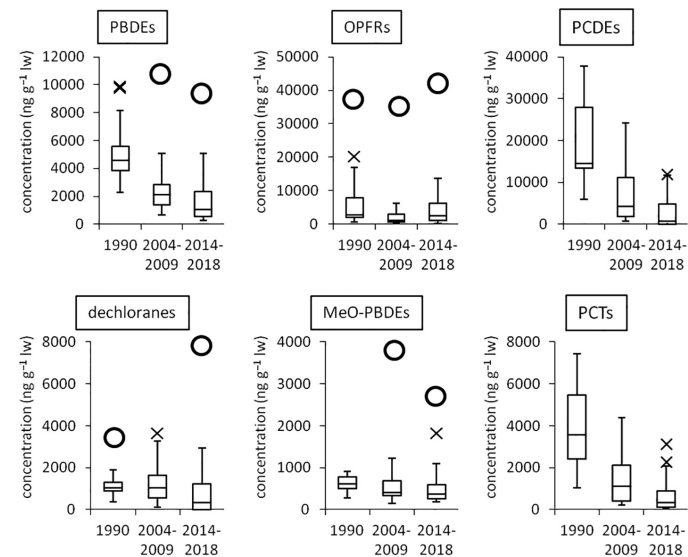 PBDEs
concentration (ng g⁻¹ lw)
12000
10000
8000
6000
4000
2000
0
1990 2004-2009 2014-2018
OPFRs
concentration (ng g⁻¹ lw)
50000
40000
30000
20000
10000
0
1990 2004-2009 2014-2018
PCDEs
concentration (ng g⁻¹ lw)
40000
30000
20000
10000
0
1990 2004-2009 2014-2018
dechloranes
concentration (ng g⁻¹ lw)
8000
6000
4000
2000
0
1990 2004-2009 2014-2018
MeO-PBDEs
concentration (ng g⁻¹ lw)
4000
3000
2000
1000
0
1990 2004-2009 2014-2018
PCTs
concentration (ng g⁻¹ lw)
8000
6000
4000
2000
0
1990 2004-2009 2014-2018